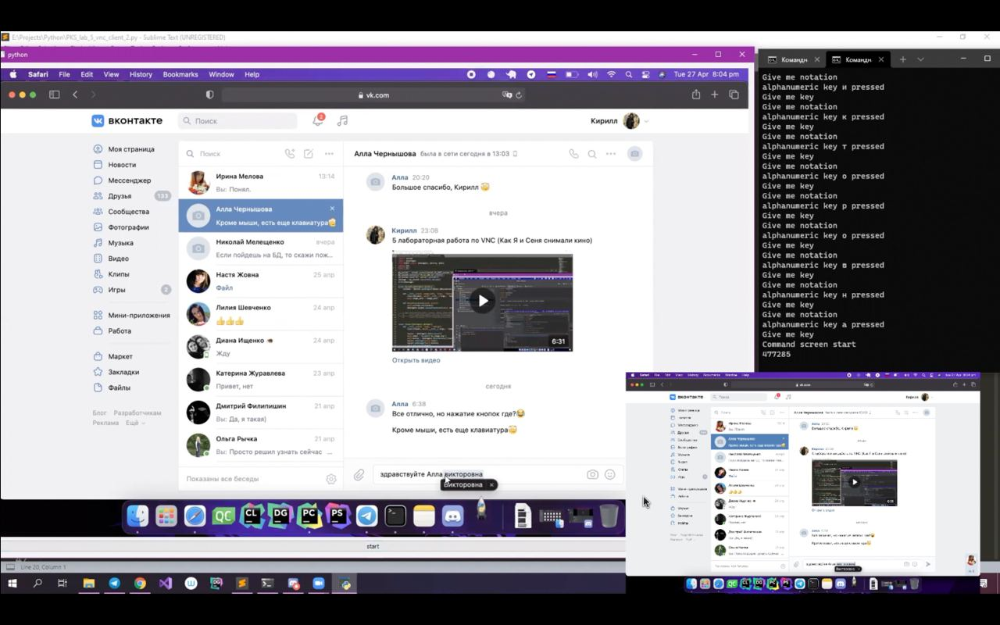 E:\Projects\Python\PKS_lab_5_vnc_client_2.py - Sublime Text (UNREGISTERED)
python
Safari File Edit View History Bookmarks Window Help
Tue 27 Apr 8:04 pm
vk.com
вконтакте
Поиск
2
Кирилл
Моя страница
Новости
Мессенджер
Друзья 133
Сообщества
Фотографии
Музыка
Видео
Клипы
Игры 2
Мини-приложения
Работа
Маркет
Закладки
Файлы
Блог Разработчикам
Реклама Ещё
Поиск
Ирина Мелова 13:14
Вы: Понял.
Алла Чернышова
Кроме мыши, есть еще клавиатура
Николай Мелещенко вчера
Если пойдешь на БД, то скажи пож...
Настя Жовна 25 апр
Файл
Лилия Шевченко 24 апр
Диана Ищенко 24 апр
Жду
Катерина Журавлева 23 апр
Привет, нет
Дмитрий Филипишин 21 апр
Вы: Да, я такая)
Ольга Рычка 21 апр
Вы: Просто решил узнать сейчас ...
Показаны все беседы
Алла Чернышова была в сети сегодня в 13:03
Алла 20:20
Большое спасибо, Кирилл
вчера
Кирилл 23:08
5 лабораторная работа по VNC (Как Я и Сеня снимали кино)
6:31
Открыть видео
сегодня
Алла 6:38
Все отлично, но нажатие кнопок где?
Кроме мыши, есть еще клавиатура
здравствуйте Алла викторовна
Викторовна ×
QC CL DG PC PS
start
Line 20, Column 1
Командн
Командн
Give me notation
alphanumeric key и pressed
Give me key
Give me notation
alphanumeric key к pressed
Give me key
Give me notation
alphanumeric key т pressed
Give me key
Give me notation
alphanumeric key о pressed
Give me key
Give me notation
alphanumeric key р pressed
Give me key
Give me notation
alphanumeric key о pressed
Give me key
Give me notation
alphanumeric key в pressed
Give me key
Give me notation
alphanumeric key н pressed
Give me key
Give me notation
alphanumeric key а pressed
Give me key
Command screen start
477285